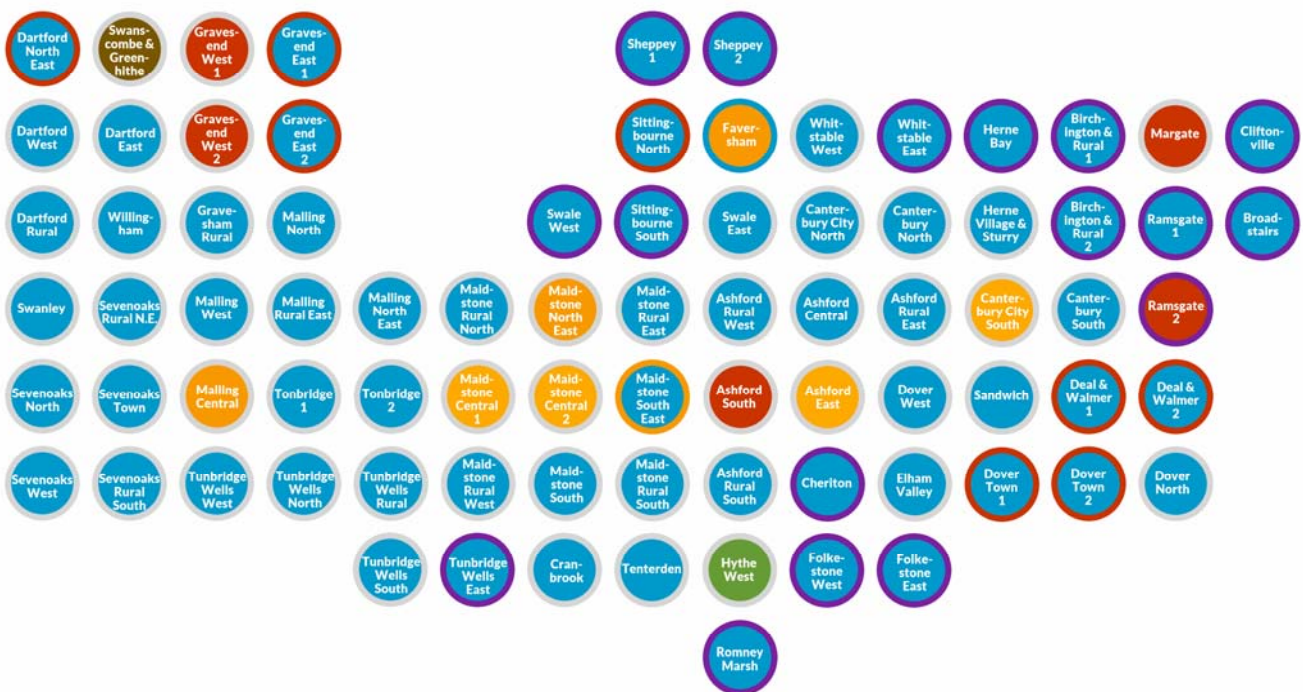 Dartford
North
East
Swans-
combe &
Green-
hithe
Graves-
end
West
1
Graves-
end
East
1
Sheppey
1
Sheppey
2
Dartford
West
Dartford
East
Graves-
end
West
2
Graves-
end
East
2
Sitting-
bourne
North
Faver-
sham
Whit-
stable
West
Whit-
stable
East
Herne
Bay
Birch-
ington &
Rural
1
Margate
Clifton-
ville
Dartford
Rural
Willing-
ham
Grave-
sham
Rural
Malling
North
Swale
West
Sitting-
bourne
South
Swale
East
Canter-
bury City
North
Canter-
bury
North
Herne
Village &
Sturry
Birch-
ington &
Rural
2
Ramsgate
1
Broad-
stairs
Swanley
Sevenoaks
Rural N.E.
Malling
West
Malling
Rural East
Malling
North
East
Maid-
stone
Rural
North
Maid-
stone
North
East
Maid-
stone
Rural
East
Ashford
Rural
West
Ashford
Central
Ashford
Rural
East
Canter-
bury City
South
Canter-
bury
South
Ramsgate
2
Sevenoaks
North
Sevenoaks
Town
Malling
Central
Tonbridge
1
Tonbridge
2
Maid-
stone
Central
1
Maid-
stone
Central
2
Maid-
stone
South
East
Ashford
South
Ashford
East
Dover
West
Sandwich
Deal &
Walmer
1
Deal &
Walmer
2
Sevenoaks
West
Sevenoaks
Rural
South
Tunbridge
Wells
West
Tunbridge
Wells
North
Tunbridge
Wells
Rural
Maid-
stone
Rural
West
Maid-
stone
South
Maid-
stone
Rural
South
Ashford
Rural
South
Cheriton
Elham
Valley
Dover
Town
1
Dover
Town
2
Dover
North
Tunbridge
Wells
South
Tunbridge
Wells
East
Cran-
brook
Tenterden
Hythe
West
Folke-
stone
West
Folke-
stone
East
Romney
Marsh